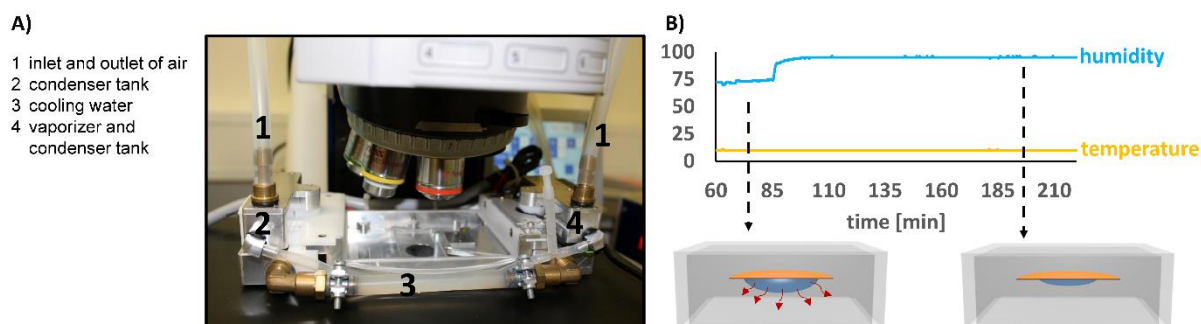 A)
1 inlet and outlet of air
2 condenser tank
3 cooling water
4 vaporizer and
condenser tank
4
5
1
1
2
4
3
B)
100
75
50
25
0
humidity
temperature
60 85 110 135 160 185 210
time [min]